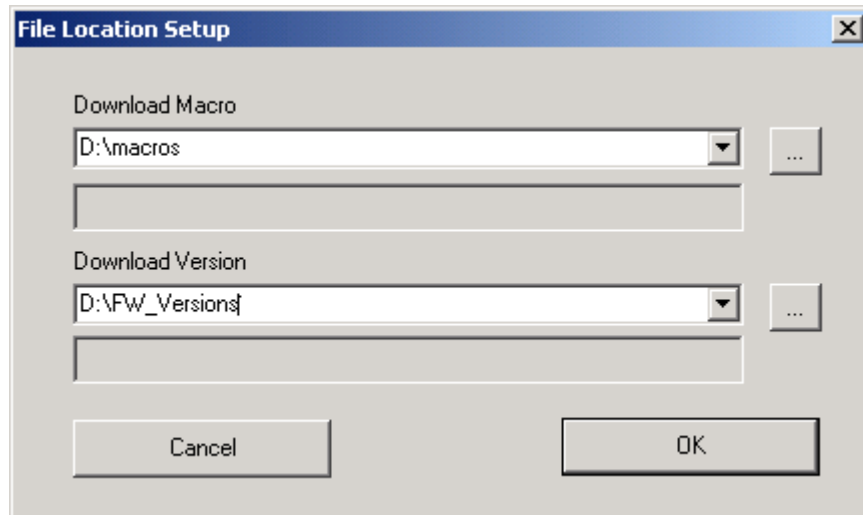 File Location Setup
Download Macro
D:\macros
...
Download Version
D:\FW_Versions
...
Cancel
OK